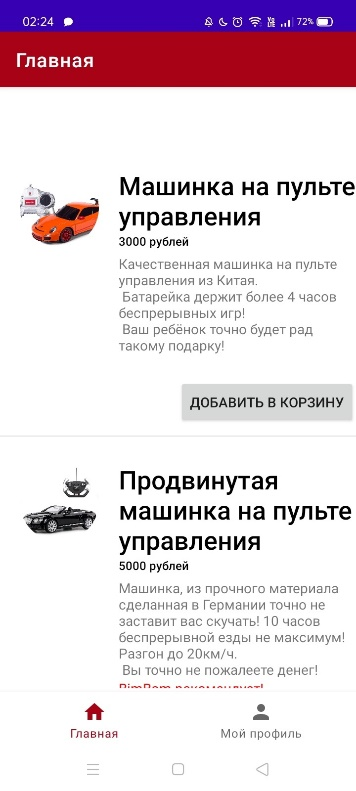 02:24 72%
Главная
Машинка на пульте
управления
3000 рублей
Качественная машинка на пульте
управления из Китая.
Батарейка держит более 4 часов
беспрерывных игр!
Ваш ребёнок точно будет рад
такому подарку!
ДОБАВИТЬ В КОРЗИНУ
Продвинутая
машинка на пульте
управления
5000 рублей
Машинка, из прочного материала
сделанная в Германии точно не
заставит вас скучать! 10 часов
беспрерывной езды не максимум!
Разгон до 20км/ч.
Вы точно не пожалеете денег!
BimBom рекомендует!
Главная Мой профиль